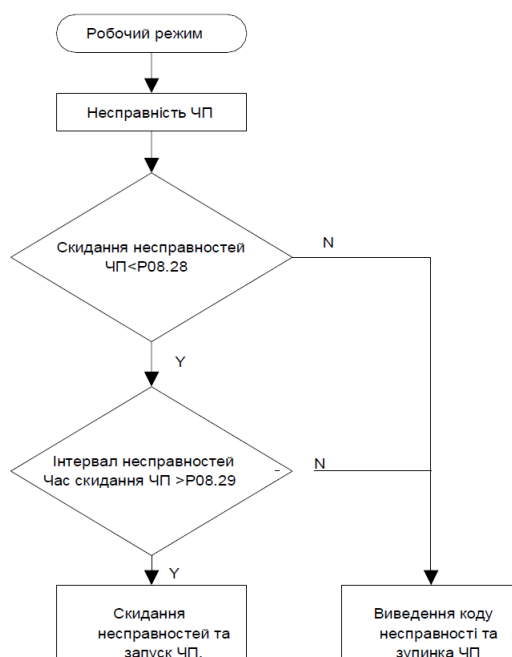 Робочий режим
Несправність ЧП
Скидання несправностей
ЧП<P08.28
N
Y
Інтервал несправностей
Час скидання ЧП >P08.29
N
Y
Скидання
несправностей та
запуск ЧП.
Виведення коду
несправності та
зупинка ЧП